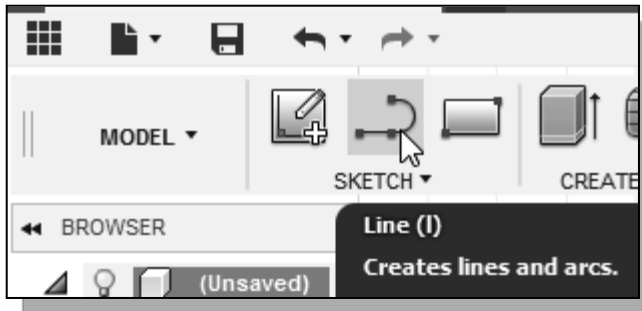 MODEL
SKETCH
CREATE
BROWSER
Line (l)
Creates lines and arcs.
(Unsaved)